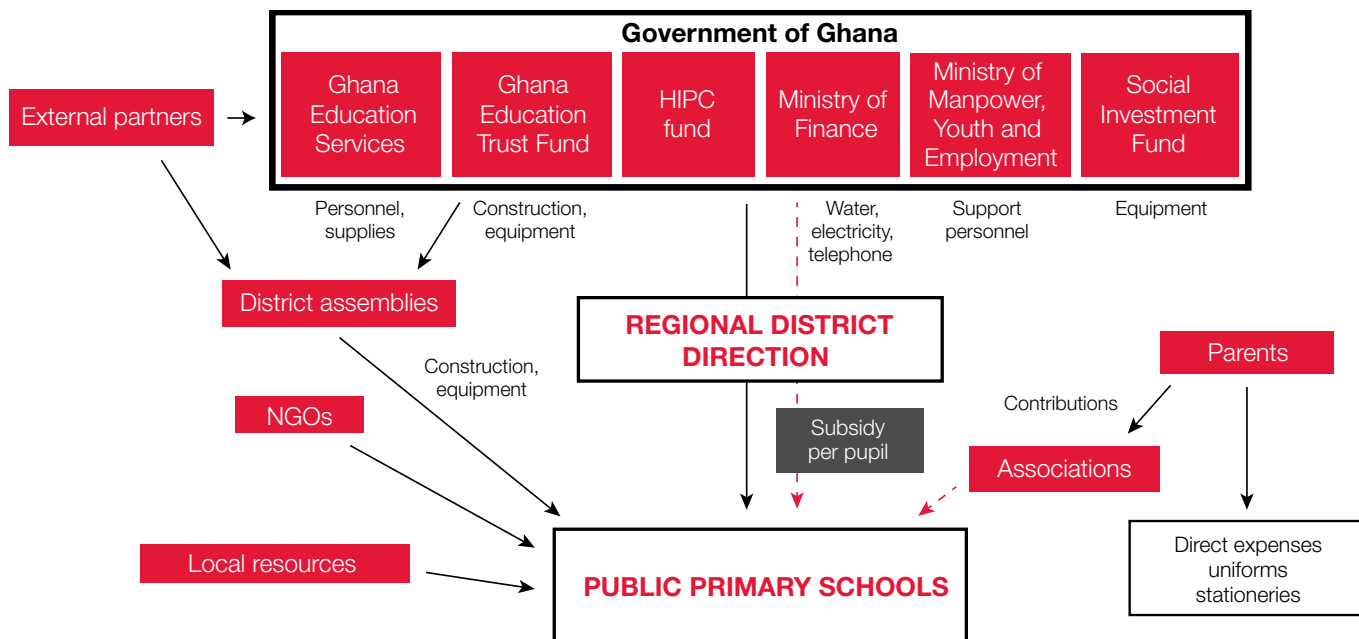 Government of Ghana
External partners
Ghana
Education
Services
Ghana
Education
Trust Fund
HIPC
fund
Ministry of
Finance
Ministry of
Manpower,
Youth and
Employment
Social
Investment
Fund
Personnel,
supplies
Construction,
equipment
Water,
electricity,
telephone
Support
personnel
Equipment
District assemblies
REGIONAL DISTRICT
DIRECTION
Parents
Construction,
equipment
NGOs
Contributions
Subsidy
per pupil
Associations
Local resources
PUBLIC PRIMARY SCHOOLS
Direct expenses
uniforms
stationeries